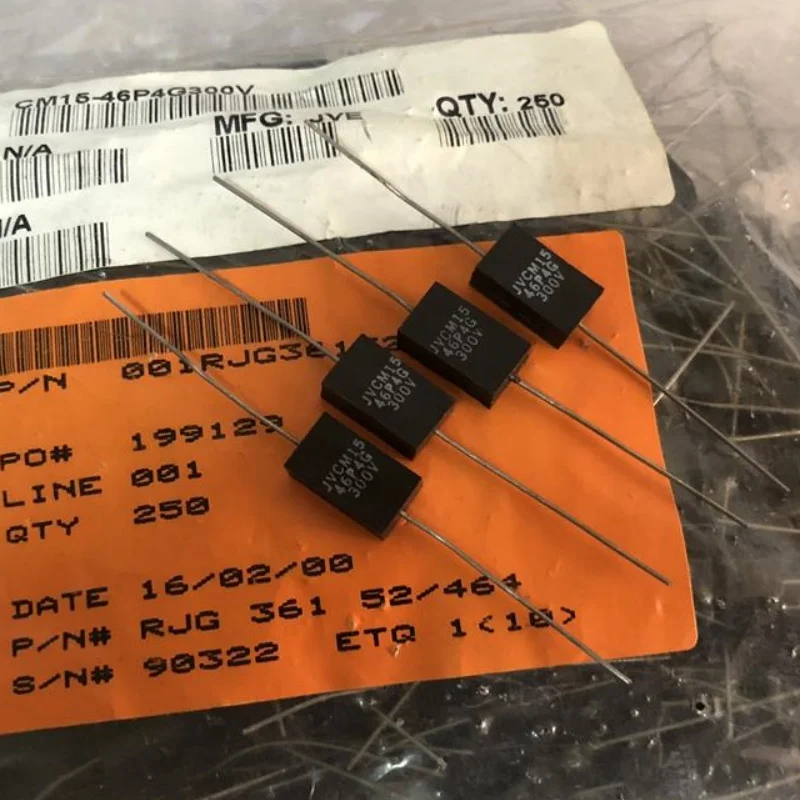 CM15-46P4G300V
MFG: JVE
QTY: 250
N/A
/A
P/N 001RJG361
PO# 199129
LINE 001
QTY 250
DATE 16/02/00
P/N# RJG 361 52/464
S/N# 90322 ETQ 1<10>
JVCM15
46P4G
300V
JVCM15
46P4G
300V
JVCM15
46P4G
300V
JVCM15
46P4G
300V